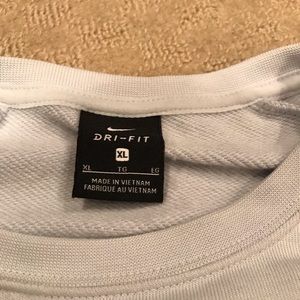 DRI-FIT
XL
XL TG EG
MADE IN VIETNAM
FABRIQUE AU VIETNAM